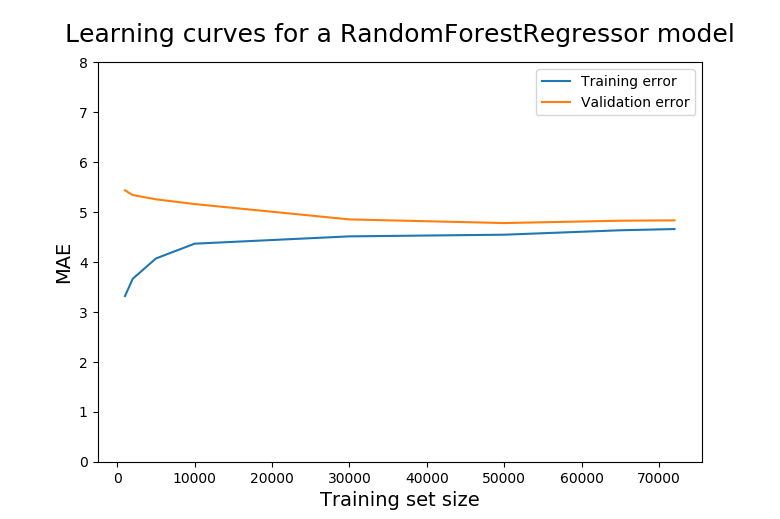 Learning curves for a RandomForestRegressor model
8
7
6
5
4
3
2
1
0
MAE
Training error
Validation error
0 10000 20000 30000 40000 50000 60000 70000
Training set size